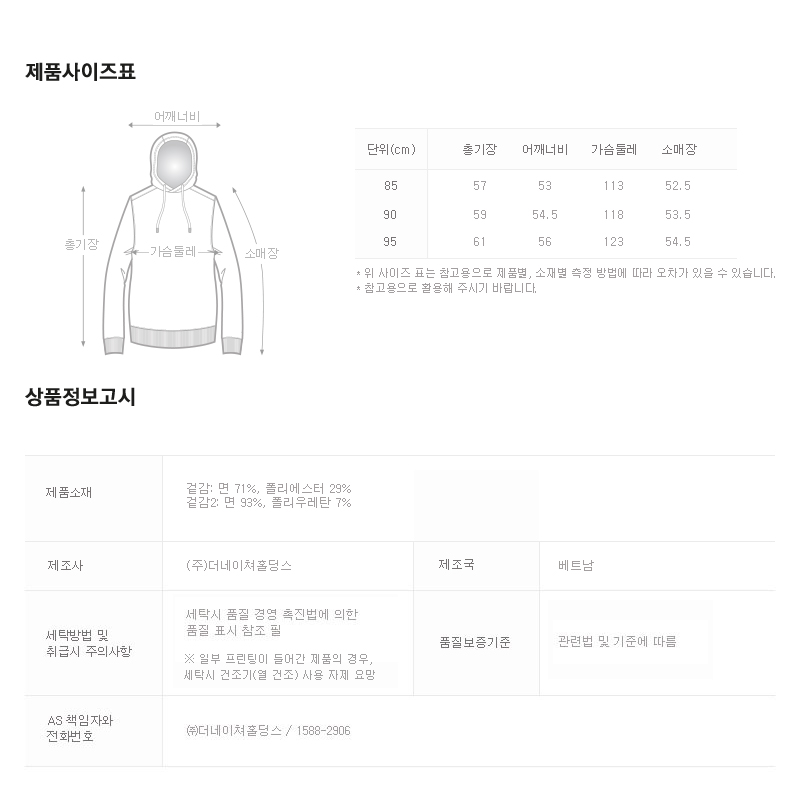 제품사이즈표
어깨너비
총기장
가슴둘레
소매장
단위(cm) 총기장 어깨너비 가슴둘레 소매장
85 57 53 113 52.5
90 59 54.5 118 53.5
95 61 56 123 54.5
* 위 사이즈 표는 참고용으로 제품별, 소재별 측정 방법에 따라 오차가 있을 수 있습니다.
* 참고용으로 활용해 주시기 바랍니다.
상품정보고시
제품소재
겉감: 면 71%, 폴리에스터 29%
겉감2: 면 93%, 폴리우레탄 7%
제조사 (주)더네이쳐홀딩스 제조국 베트남
세탁방법 및
취급시 주의사항
세탁시 품질 경영 촉진법에 의한
품질 표시 참조 필
※ 일부 프린팅이 들어간 제품의 경우,
세탁시 건조기(열 건조) 사용 자제 요망
품질보증기준 관련법 및 기준에 따름
AS 책임자와
전화번호
㈜더네이쳐홀딩스 / 1588-2906